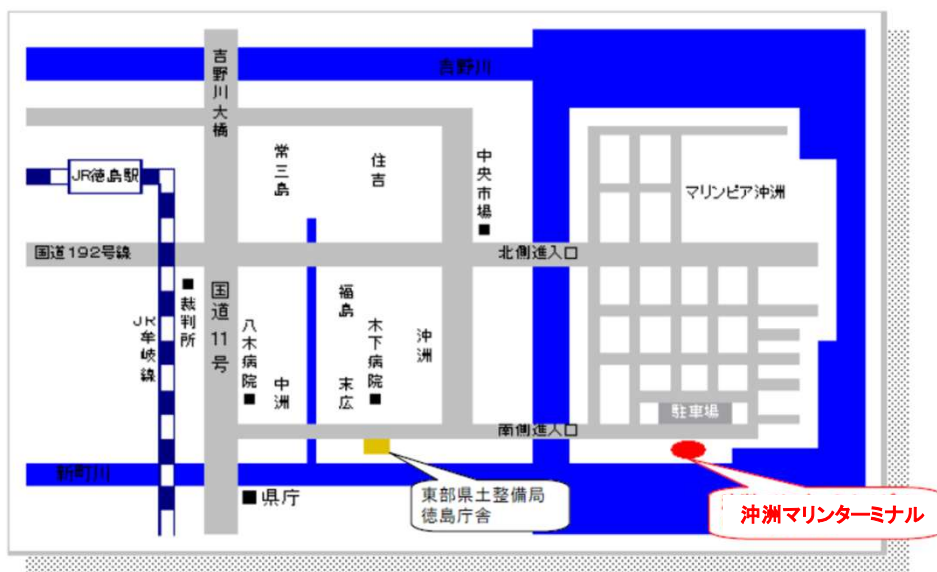 吉野川大橋
吉野川
常三島
住吉
中央市場
JR徳島駅
マリンピア沖洲
国道192号線
北側進入口
裁判所
国道11号
福島
木下病院
沖洲
JR牟岐線
八木病院
中洲
末広
駐車場
南側進入口
新町川
県庁
東部県土整備局
徳島庁舎
沖洲マリンターミナル